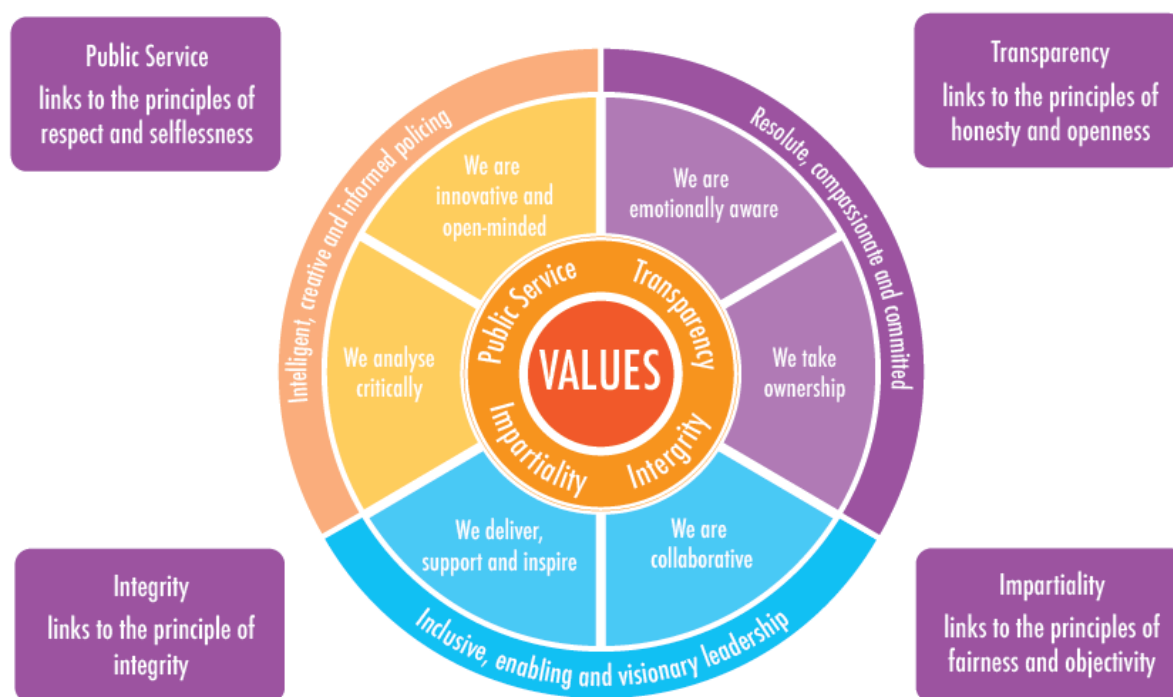 Public Service
links to the principles of
respect and selflessness
Transparency
links to the principles of
honesty and openness
Intelligent, creative and informed policing
Resolute, compassionate and committed
We are
innovative and
open-minded
We are
emotionally aware
We analyse
critically
We take
ownership
Public Service
Transparency
VALUES
Impartiality
Intergrity
We deliver,
support and inspire
We are
collaborative
Inclusive, enabling and visionary leadership
Integrity
links to the principle of
integrity
Impartiality
links to the principles of
fairness and objectivity